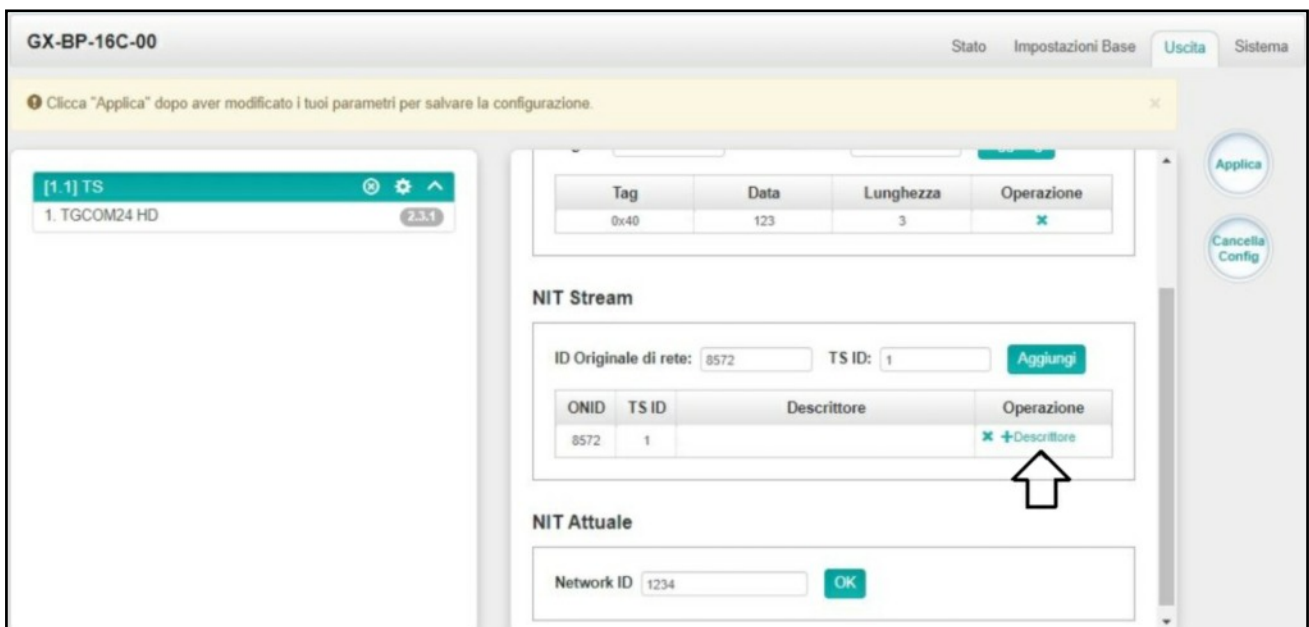 GX-BP-16C-00
Stato Impostazioni Base Uscita Sistema
Clicca "Applica" dopo aver modificato i tuoi parametri per salvare la configurazione.
Applica
Cancella
Config
[1.1] TS
1. TGCOM24 HD 2.3.1
Tag Data Lunghezza Operazione
0x40 123 3
NIT Stream
ID Originale di rete: 8572 TS ID: 1 Aggiungi
ONID TS ID Descrittore Operazione
8572 1 +Descrittore
NIT Attuale
Network ID 1234 OK